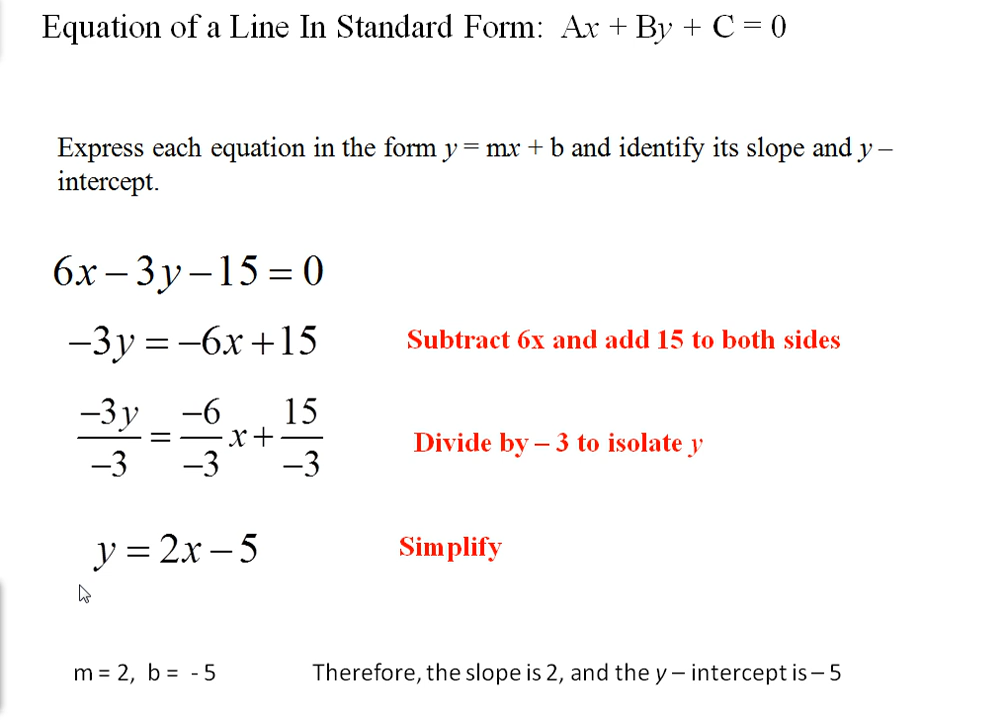 Equation of a Line In Standard Form: Ax + By + C = 0
Express each equation in the form y = mx + b and identify its slope and y –
intercept.
6x – 3y – 15 = 0
–3y = –6x + 15 Subtract 6x and add 15 to both sides
–3y/–3 = –6/–3 x + 15/–3 Divide by – 3 to isolate y
y = 2x – 5 Simplify
m = 2, b = - 5 Therefore, the slope is 2, and the y – intercept is – 5